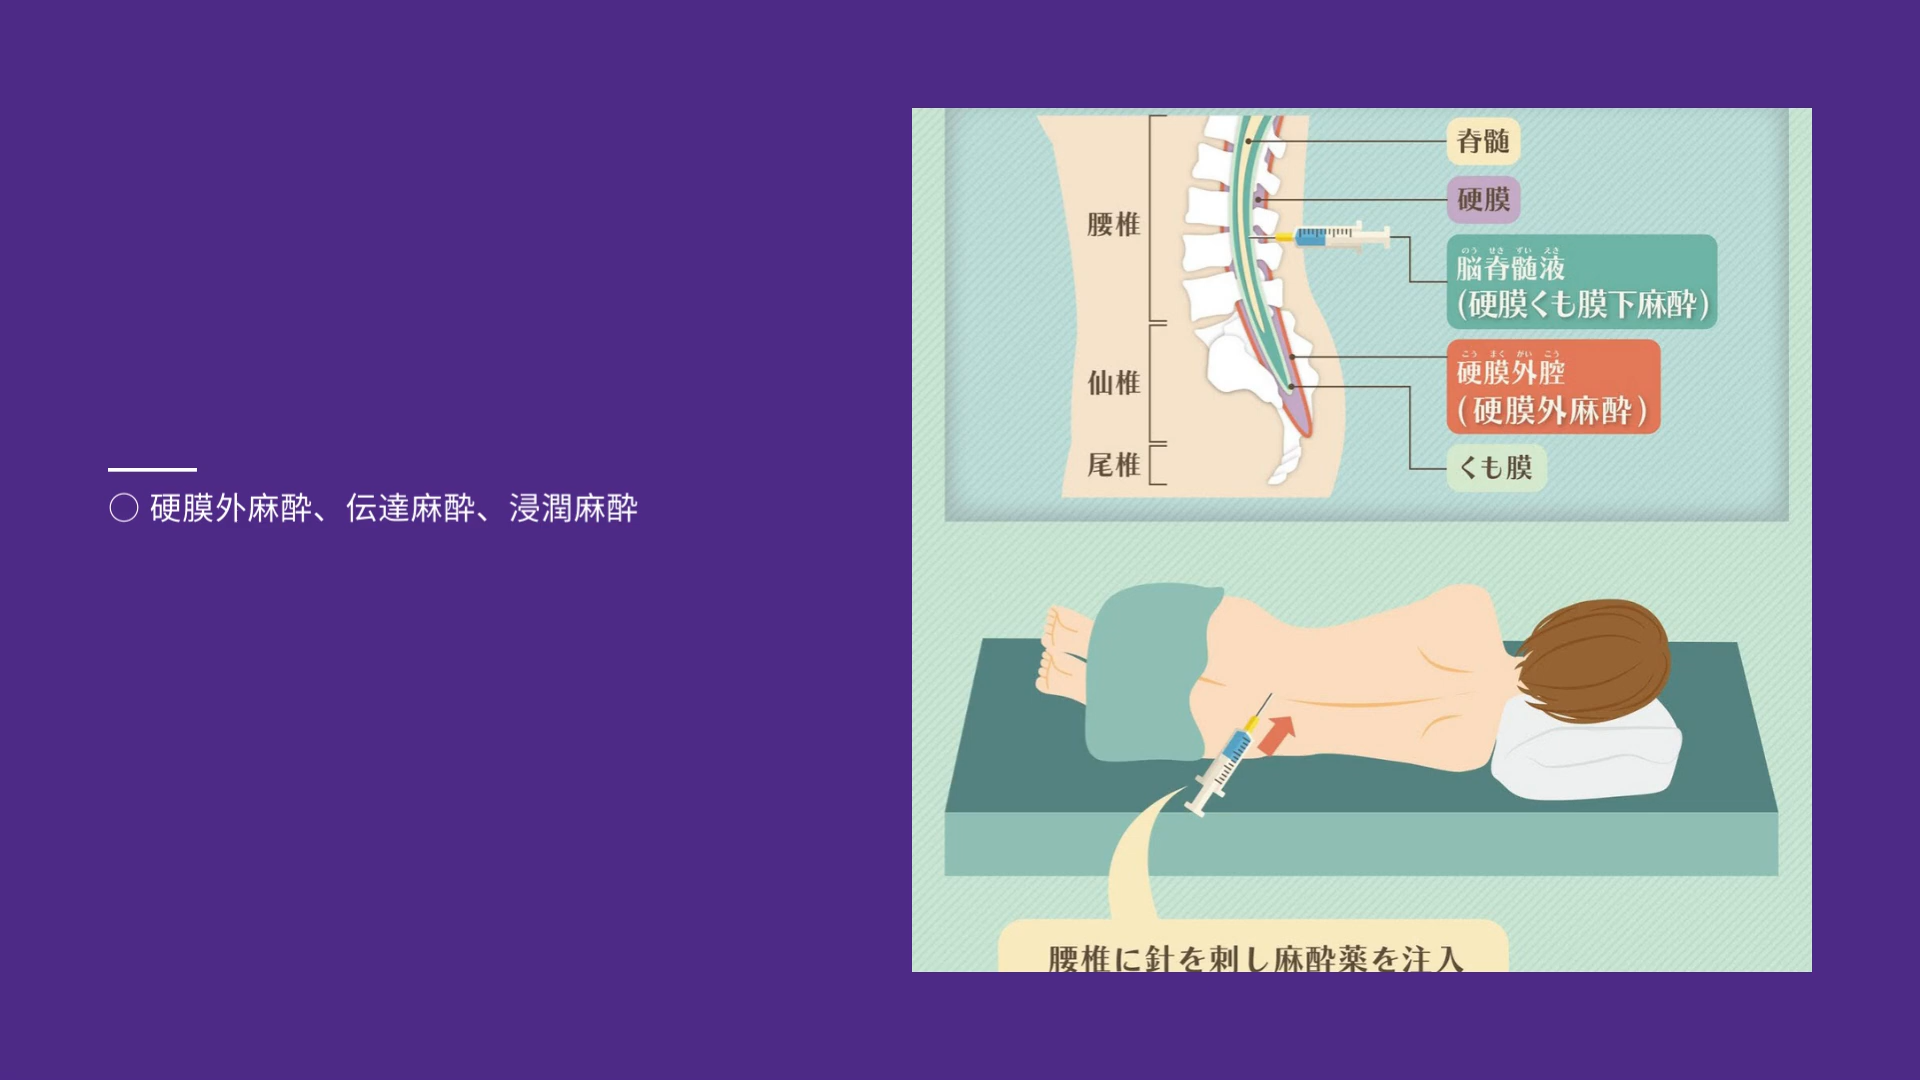 ○ 硬膜外麻酔、伝達麻酔、浸潤麻酔
脊髄
硬膜
腰椎
のう せき ずい えき
脳脊髄液
(硬膜くも膜下麻酔)
こう まく がい こう
硬膜外腔
(硬膜外麻酔)
仙椎
尾椎
くも膜
腰椎に針を刺し麻酔薬を注入